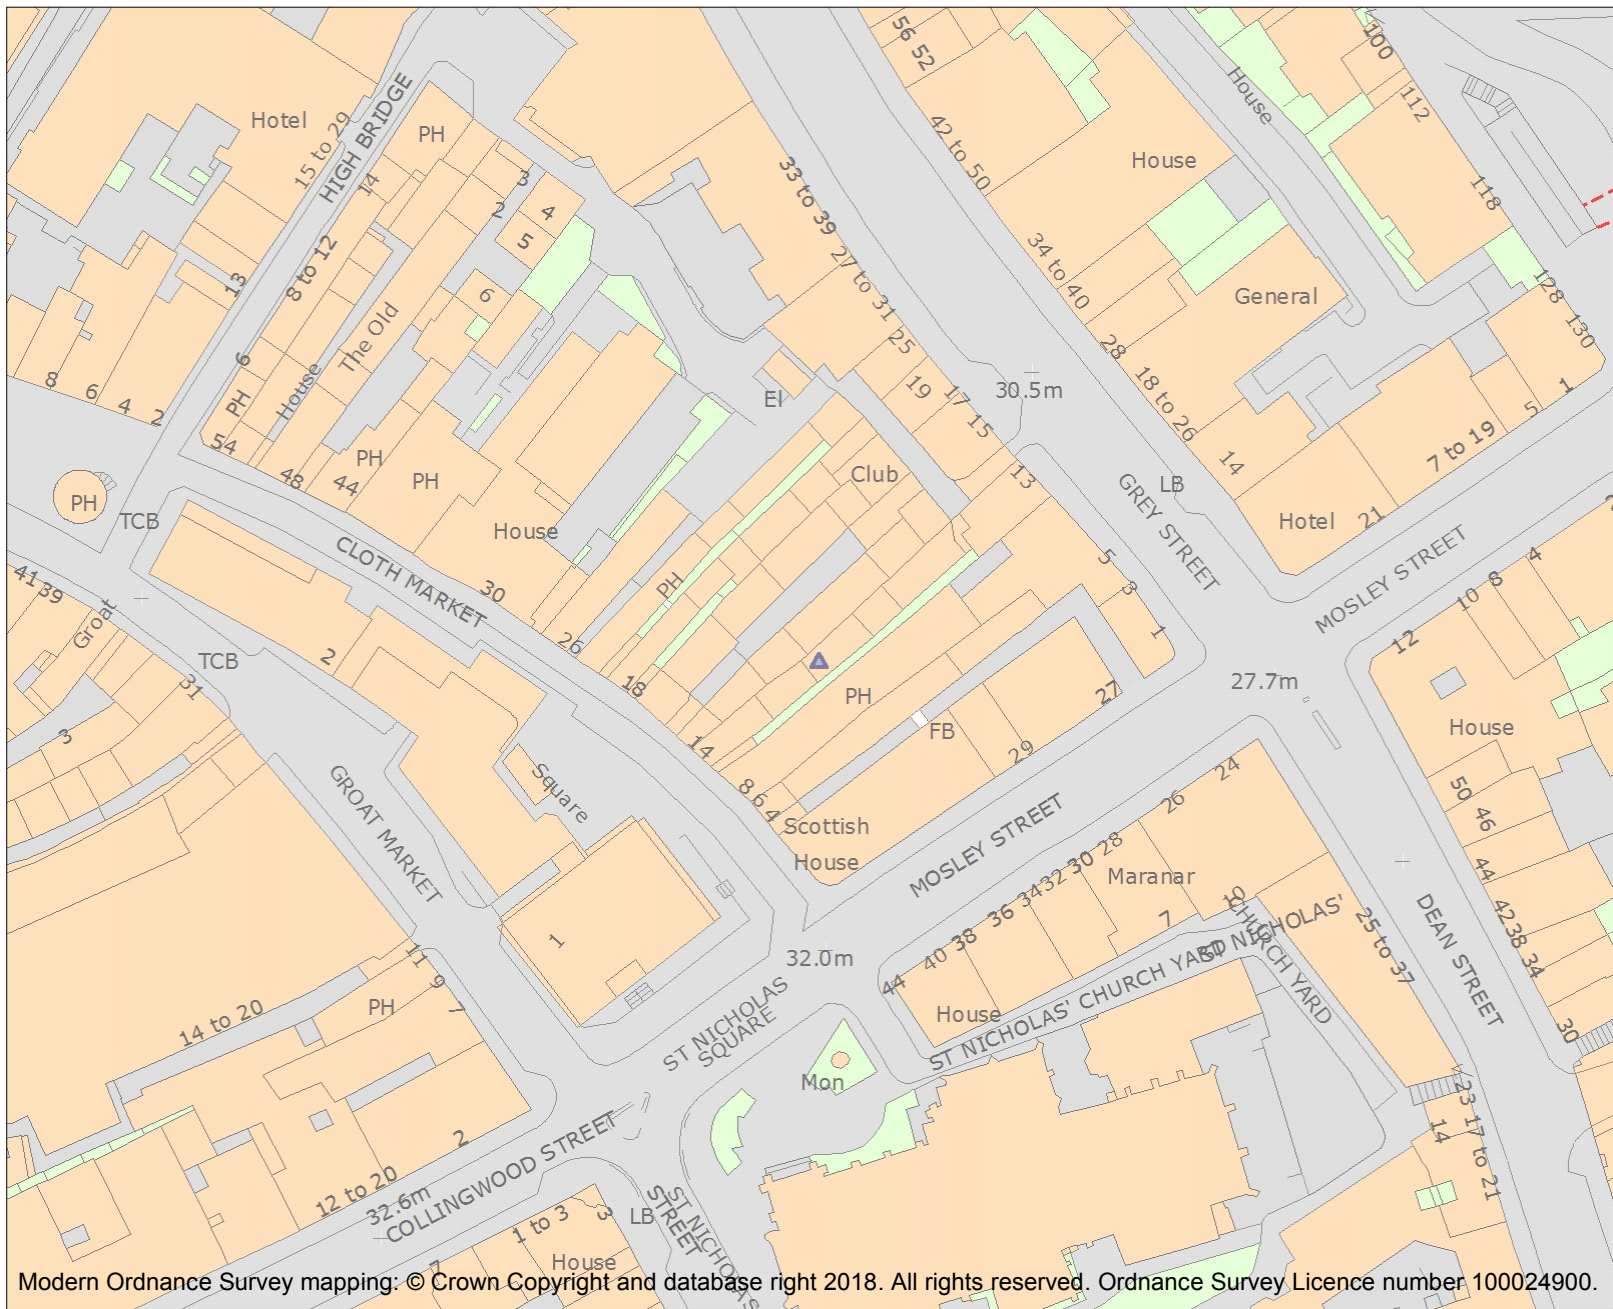 56 52
100
House
112
Hotel
15 to 29
HIGH BRIDGE
PH
42 to 50
House
14
3
2
4
5
33 to 39
118
13
8 to 12
6
27 to 31
34 to 40
General
128
130
The Old
25
28
8
6
4
2
6
PH
House
El
19
17
15
30.5m
18 to 26
1
5
7 to 19
54
48
44
PH
PH
Club
13
14
GREY STREET
LB
Hotel
21
PH
TCB
House
CLOTH MARKET
30
PH
5
3
1
MOSLEY STREET
4
8
10
12
41
39
Groat
TCB
2
26
18
31
PH
27
27.7m
3
14
FB
29
House
GROAT MARKET
Square
8
6
4
Scottish
House
MOSLEY STREET
24
26
28
30
32
34
36
38
40
44
Maranar
7
10
50
46
44
42
38
34
30
1
32.0m
ST NICHOLAS
SQUARE
House
ST NICHOLAS' CHURCH YARD
ST NICHOLAS'
CHURCH YARD
25 to 37
DEAN STREET
11
9
7
PH
14 to 20
Mon
2
12 to 20
32.6m
COLLINGWOOD STREET
23
17 to 21
14
1 to 3
3
LB
House
ST NICHOLAS
STREET
Modern Ordnance Survey mapping: © Crown Copyright and database right 2018. All rights reserved. Ordnance Survey Licence number 100024900.